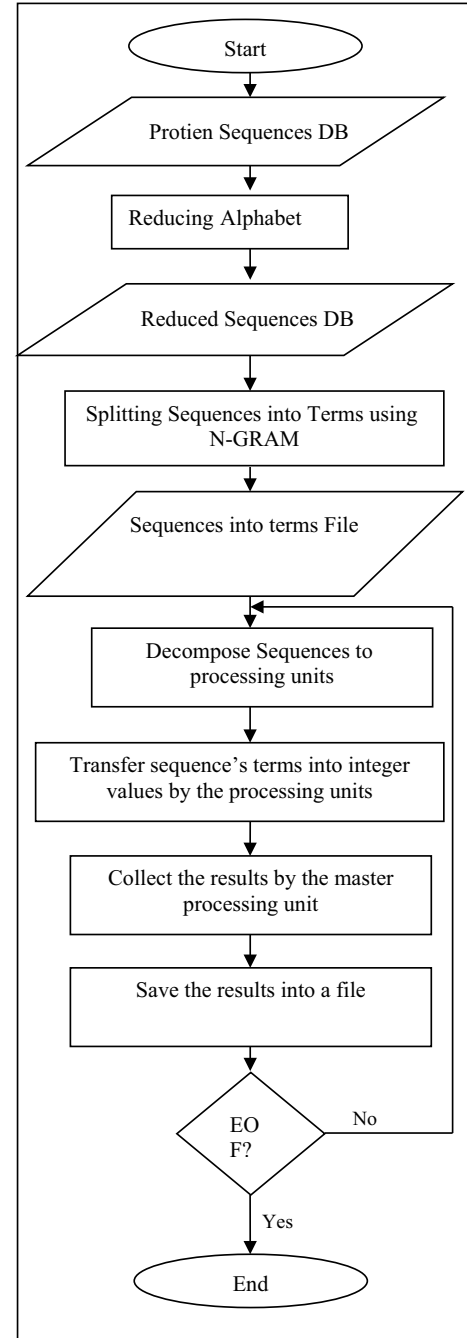 Start
Protien Sequences DB
Reducing Alphabet
Reduced Sequences DB
Splitting Sequences into Terms using
N-GRAM
Sequences into terms File
Decompose Sequences to
processing units
Transfer sequence's terms into integer
values by the processing units
Collect the results by the master
processing unit
Save the results into a file
EO
F?
No
Yes
End